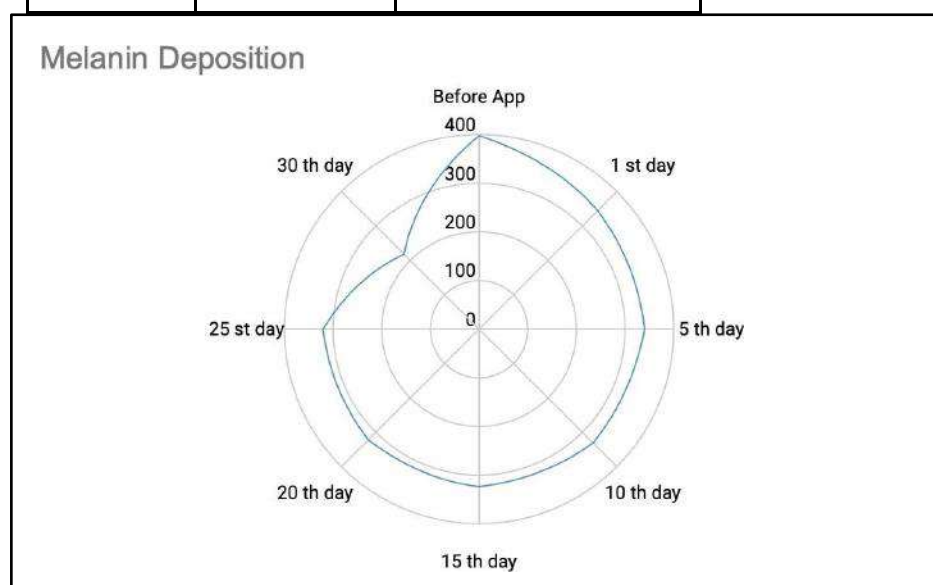 Melanin Deposition
Before App
400
30 th day
1 st day
300
200
100
0
25 st day
5 th day
20 th day
10 th day
15 th day